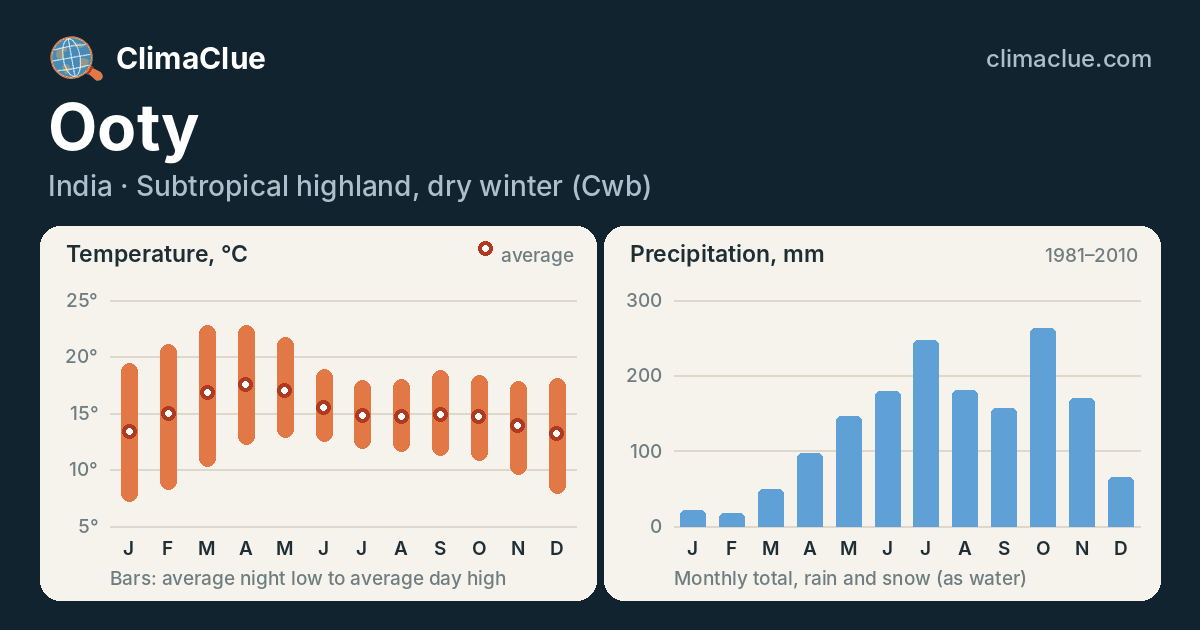 ClimaClue
climaclue.com
Ooty
India · Subtropical highland, dry winter (Cwb)
Temperature, °C
average
25°
20°
15°
10°
5°
J F M A M J J A S O N D
Bars: average night low to average day high
Precipitation, mm
1981–2010
300
200
100
0
J F M A M J J A S O N D
Monthly total, rain and snow (as water)